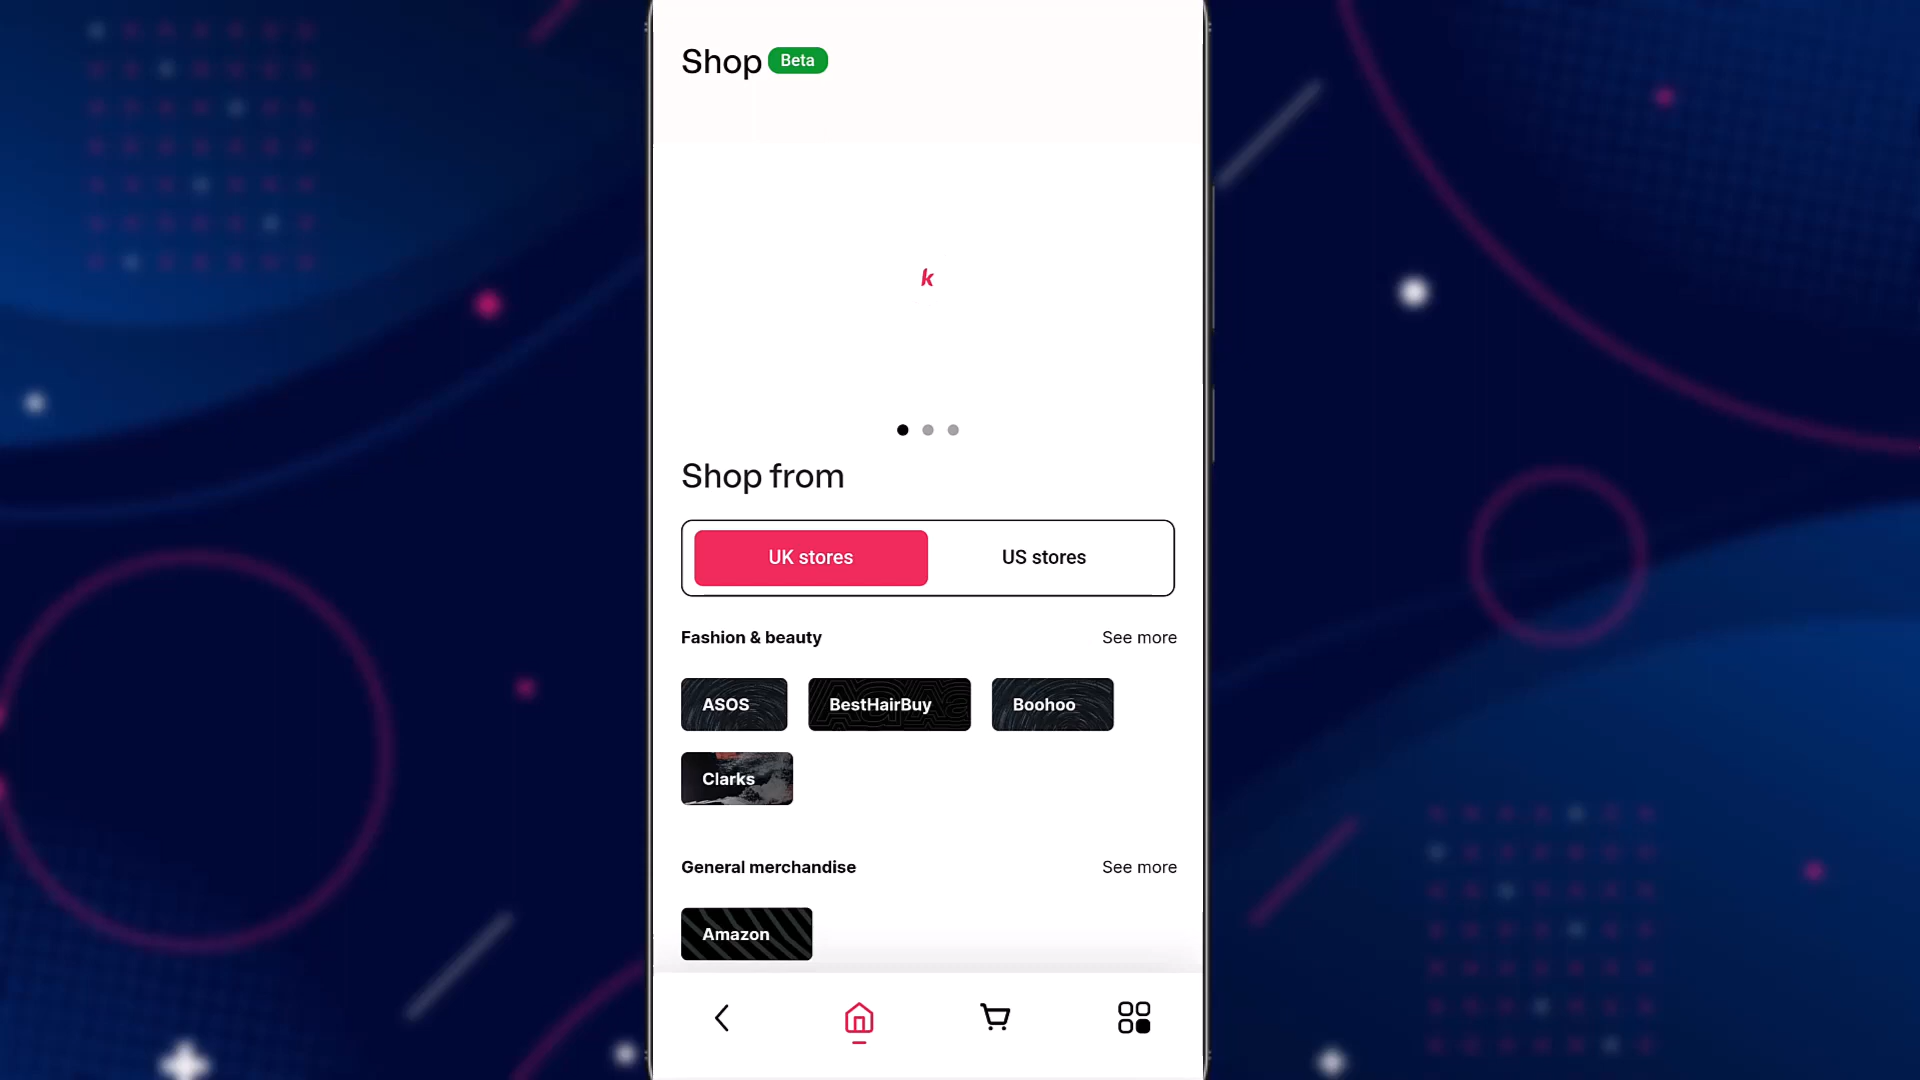 Shop Beta
k
Shop from
UK stores US stores
Fashion & beauty See more
ASOS BestHairBuy Boohoo
Clarks
General merchandise See more
Amazon